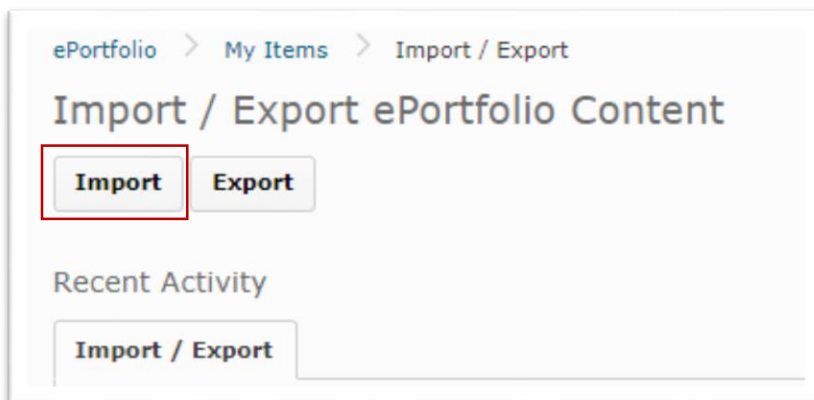 ePortfolio > My Items > Import / Export
Import / Export ePortfolio Content
Import Export
Recent Activity
Import / Export